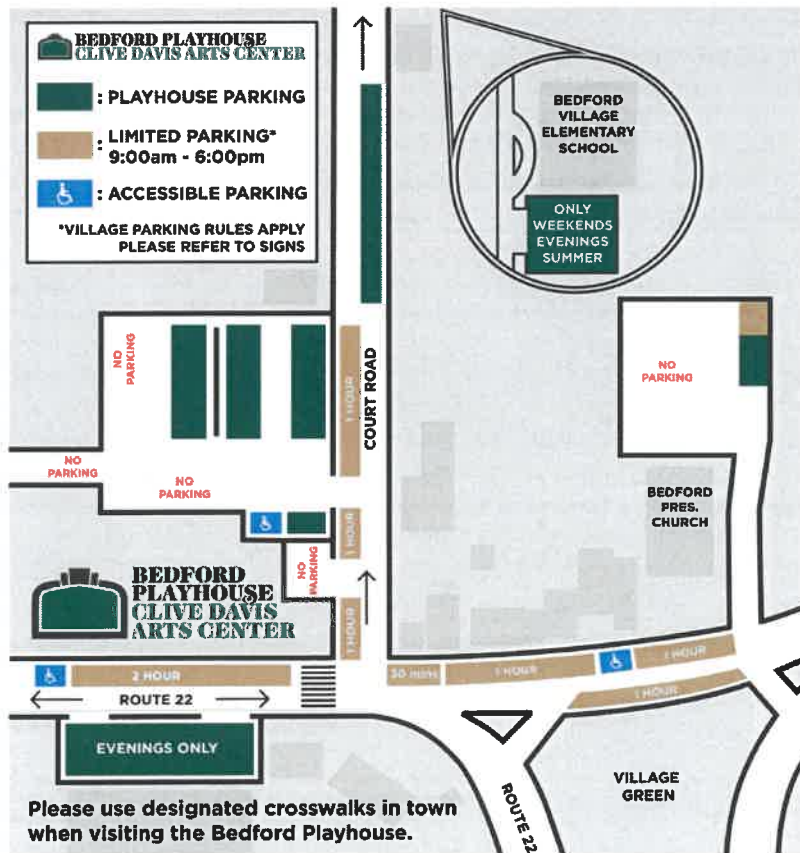 BEDFORD PLAYHOUSE
CLIVE DAVIS ARTS CENTER
: PLAYHOUSE PARKING
: LIMITED PARKING*
9:00am - 6:00pm
: ACCESSIBLE PARKING
*VILLAGE PARKING RULES APPLY
PLEASE REFER TO SIGNS
BEDFORD
VILLAGE
ELEMENTARY
SCHOOL
ONLY
WEEKENDS
EVENINGS
SUMMER
NO
PARKING
1 HOUR
COURT ROAD
NO
PARKING
NO
PARKING
NO
PARKING
BEDFORD
PRES.
CHURCH
1 HOUR
NO
PARKING
BEDFORD
PLAYHOUSE
CLIVE DAVIS
ARTS CENTER
1 HOUR
2 HOUR
30 mins
1 HOUR
1 HOUR
1 HOUR
ROUTE 22
EVENINGS ONLY
ROUTE 22
VILLAGE
GREEN
Please use designated crosswalks in town
when visiting the Bedford Playhouse.